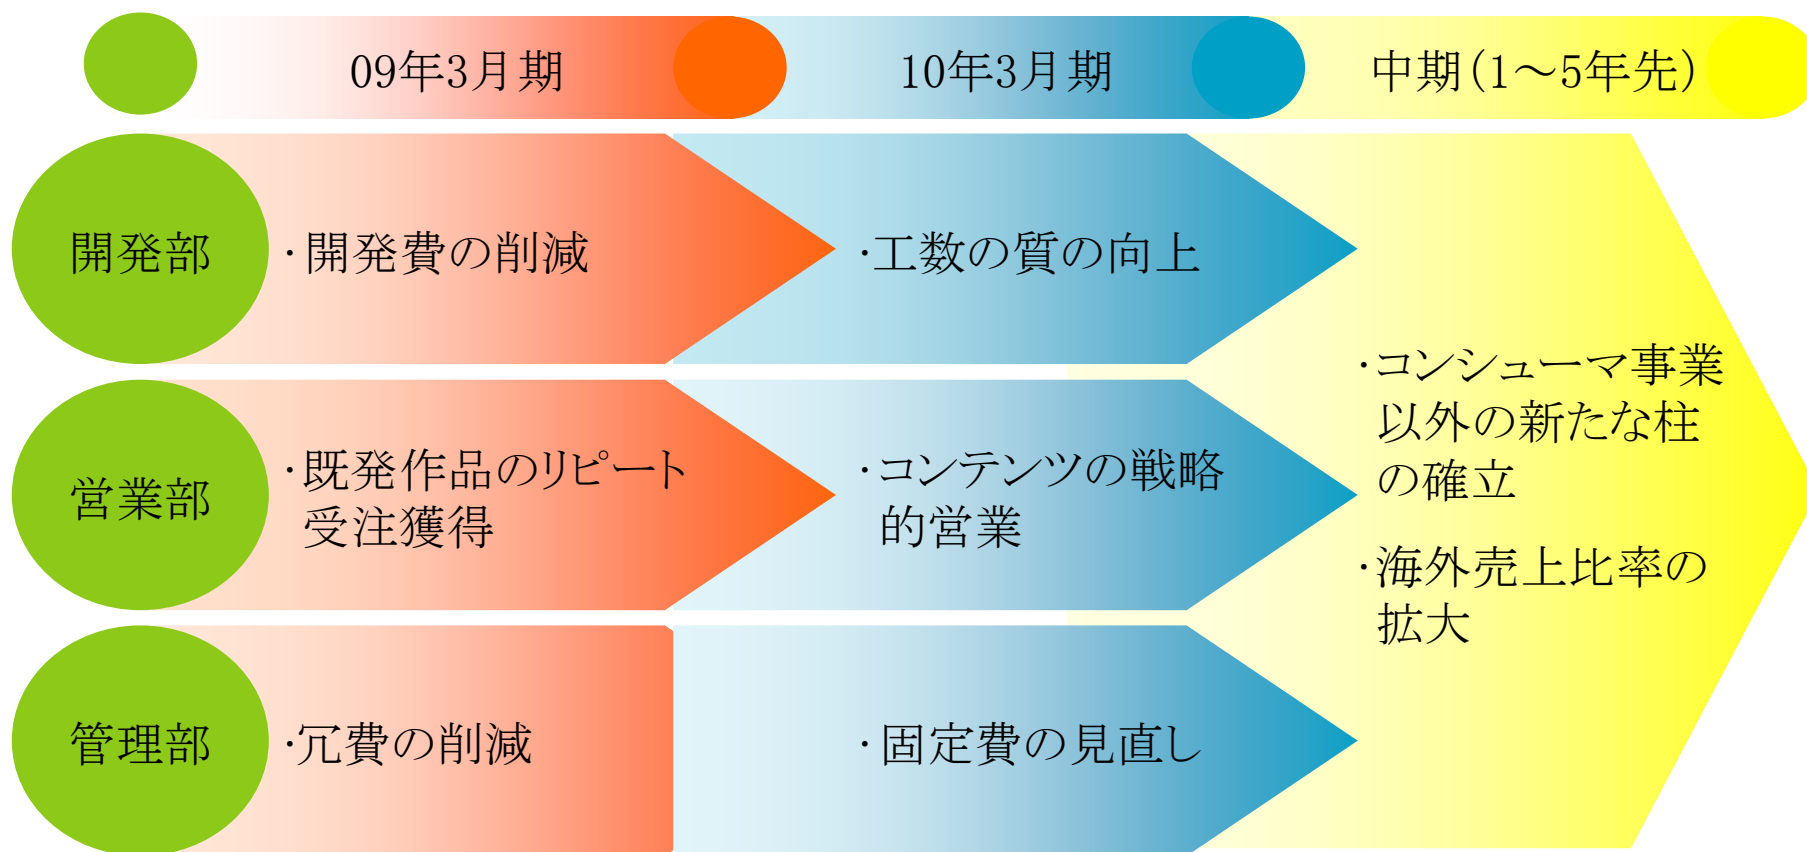 09年3月期
10年3月期
中期(1～5年先)
開発部
・開発費の削減
・工数の質の向上
営業部
・既発作品のリピート
受注獲得
・コンテンツの戦略
的営業
管理部
・冗費の削減
・固定費の見直し
・コンシューマ事業
以外の新たな柱
の確立
・海外売上比率の
拡大